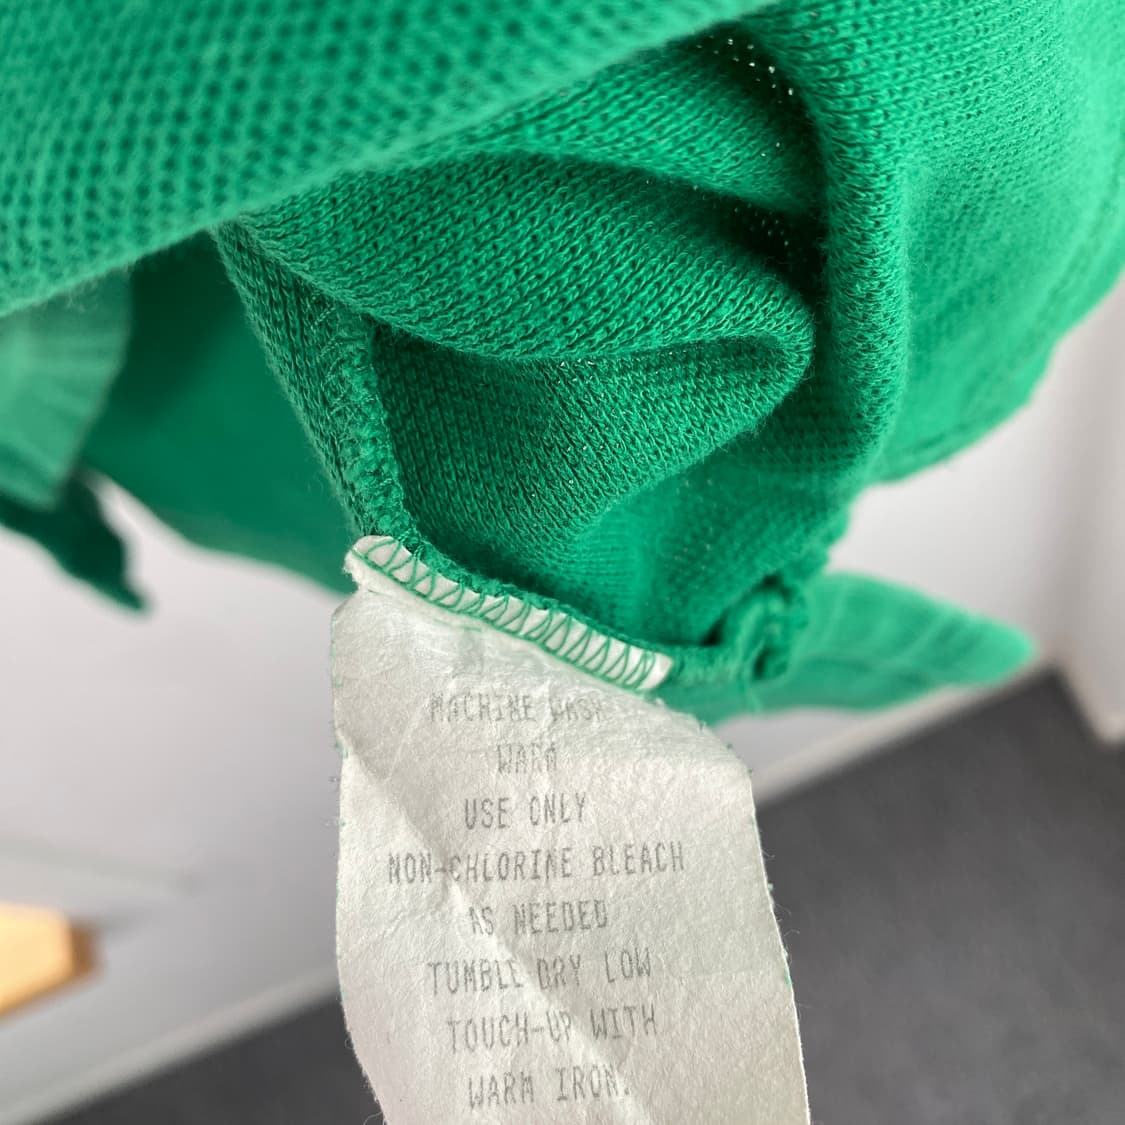 MACHINE WASH
WARM
USE ONLY
NON-CHLORINE BLEACH
AS NEEDED
TUMBLE DRY LOW
TOUCH-UP WITH
WARM IRON.